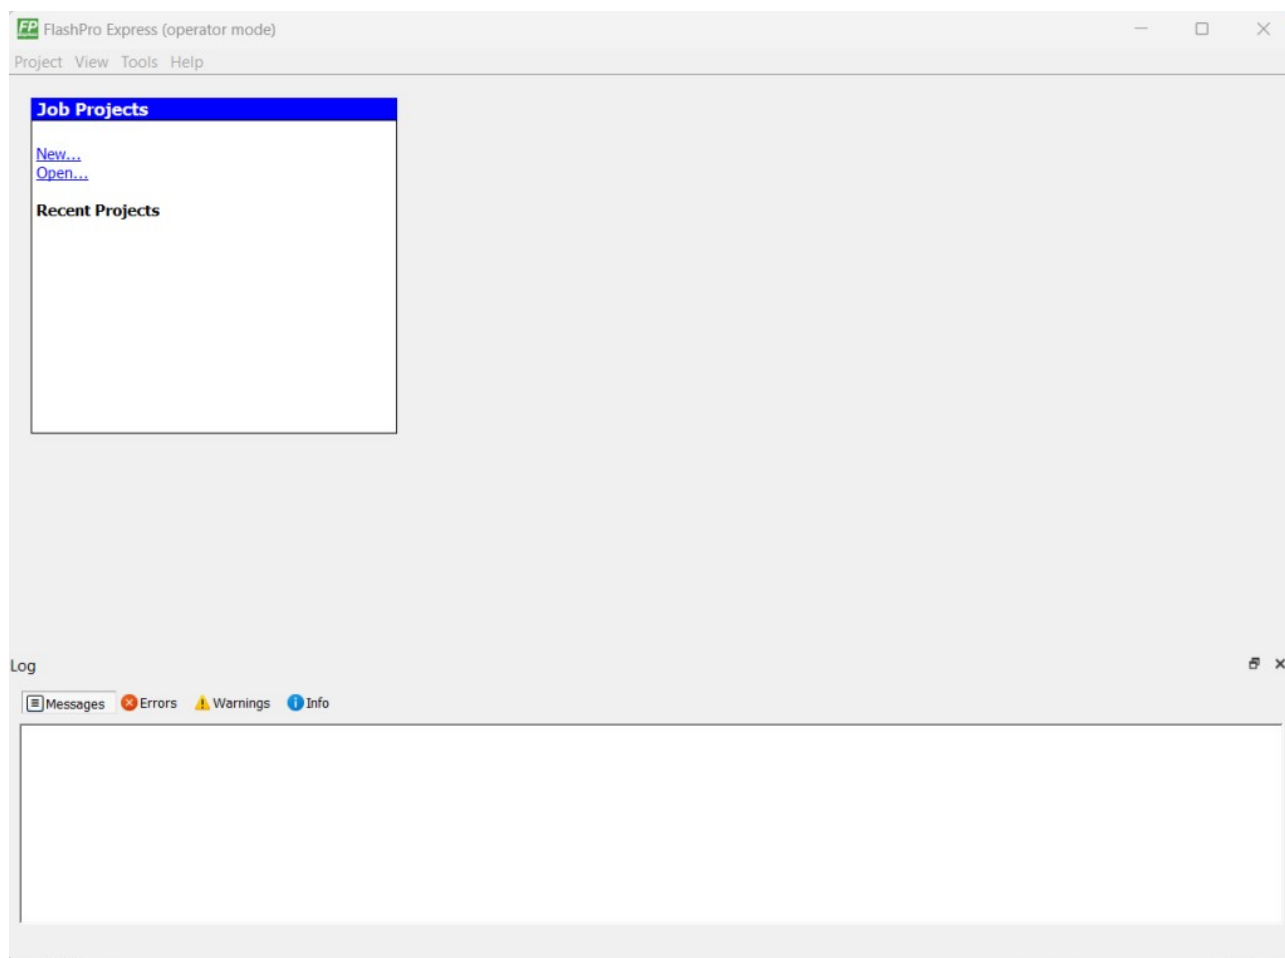 FP FlashPro Express (operator mode)
Project View Tools Help
Job Projects
New...
Open...
Recent Projects
Log
Messages Errors Warnings Info